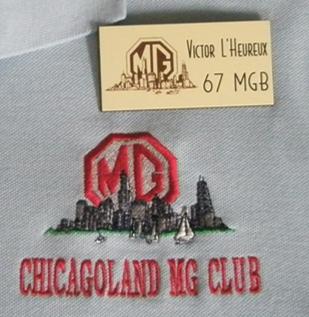 MG
Victor L'Heureux
67 MGB
MG
CHICAGOLAND MG CLUB